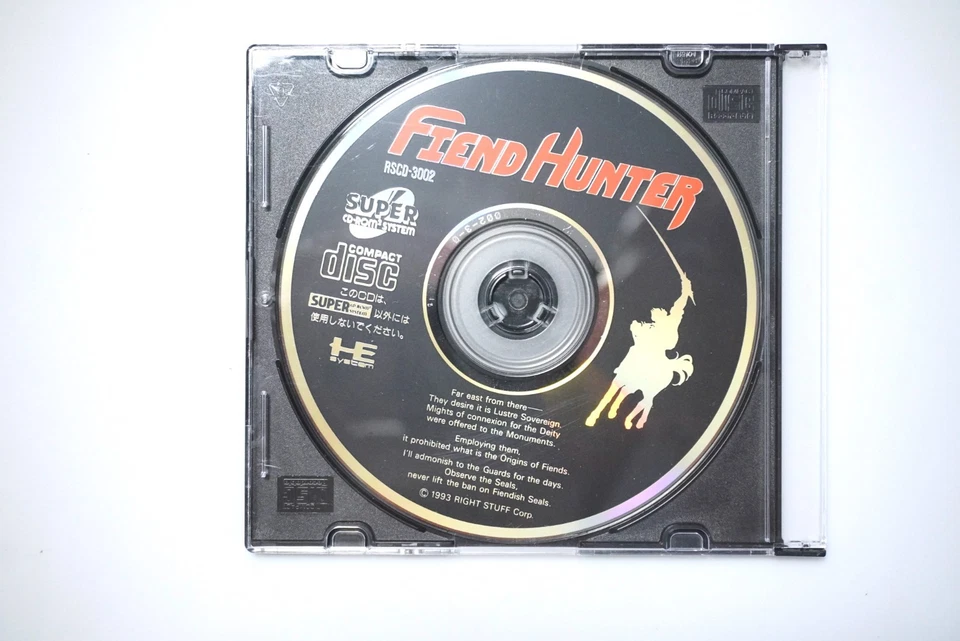 FIEND HUNTER
RSCD-3002
SUPER
CD-ROM² SYSTEM
COMPACT
disc
このCDは、
SUPER CD-ROM² SYSTEM 以外には
使用しないでください。
HE
system
Far east from there——
They desire it is Lustre Sovereign.
Mights of connexion for the Deity
were offered to the Monuments.
Employing them,
it prohibited what is the Origins of Fiends.
I'll admonish to the Guards for the days.
Observe the Seals,
never lift the ban on Fiendish Seals.
© 1993 RIGHT STUFF Corp.